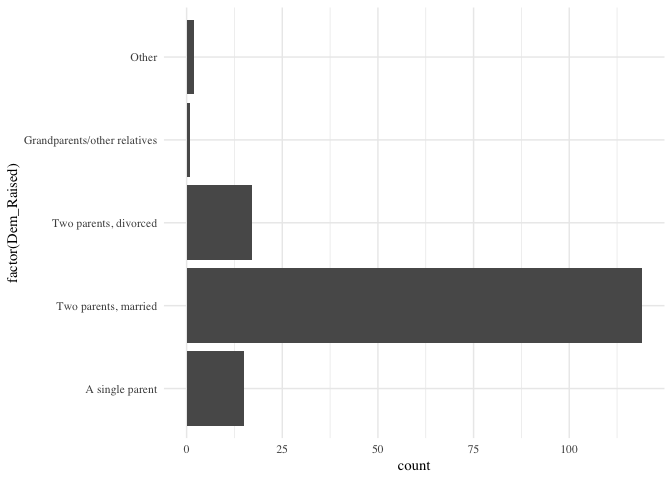 Other
Grandparents/other relatives
Two parents, divorced
Two parents, married
A single parent
factor(Dem_Raised)
0 25 50 75 100
count